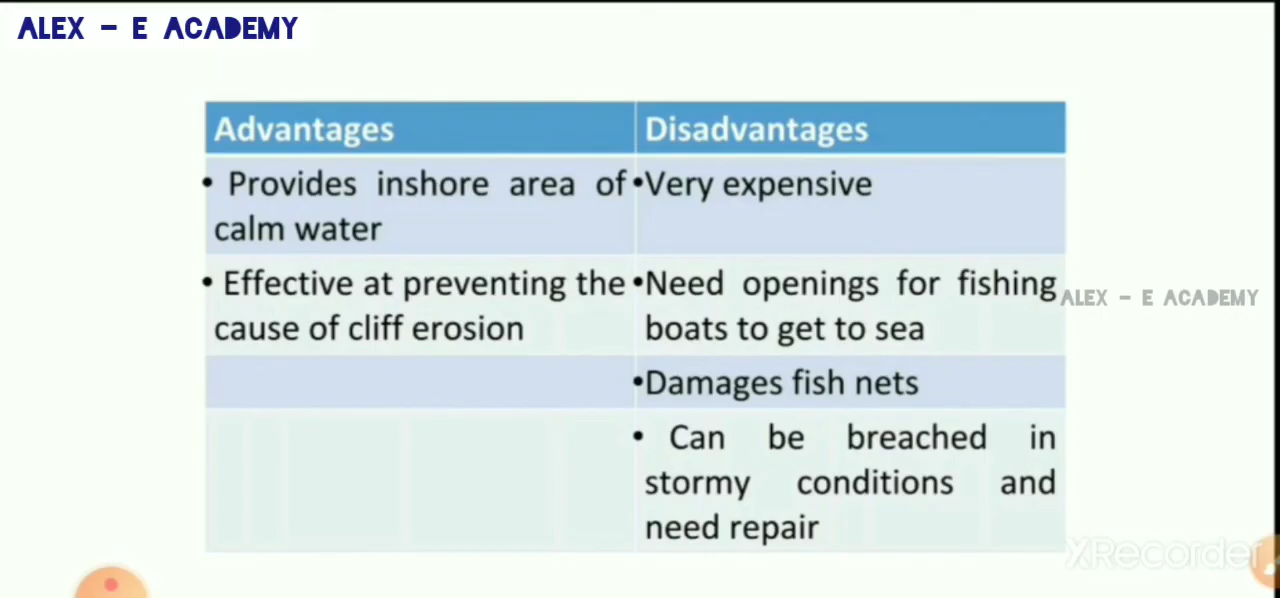 ALEX - E ACADEMY
Advantages
Disadvantages
• Provides inshore area of
calm water
•Very expensive
• Effective at preventing the
cause of cliff erosion
•Need openings for fishing
boats to get to sea
ALEX - E ACADEMY
•Damages fish nets
• Can be breached in
stormy conditions and
need repair
XRecorder